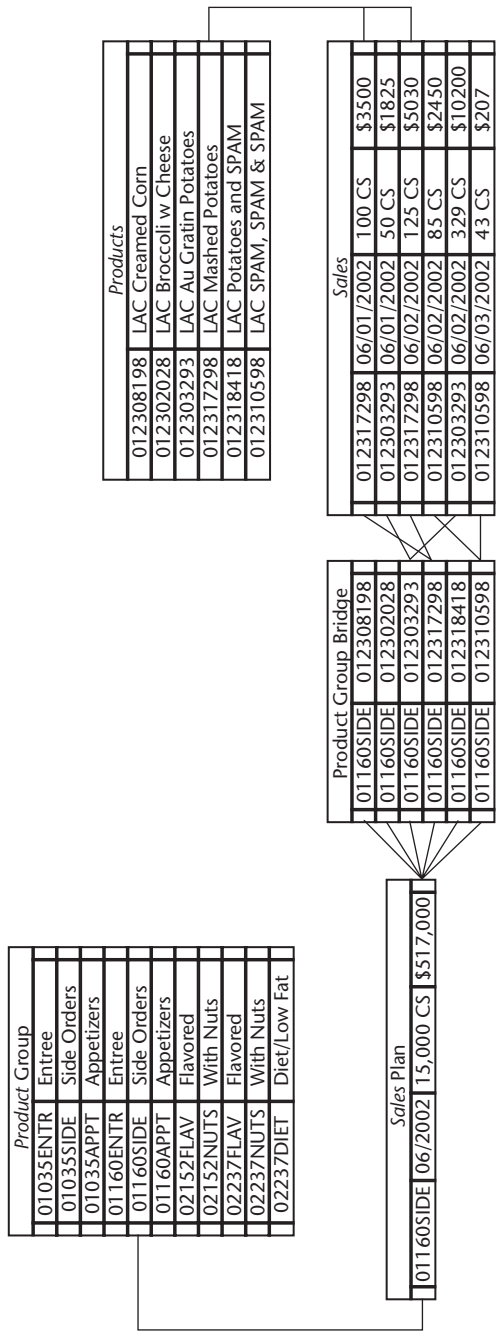 Product Group
01035ENTR Entree
01035SIDE Side Orders
01035APPT Appetizers
01160ENTR Entree
01160SIDE Side Orders
01160APPT Appetizers
02152FLAV Flavored
02152NUTS With Nuts
02237FLAV Flavored
02237NUTS With Nuts
02237DIET Diet/Low Fat
Products
012308198 LAC Creamed Corn
012302028 LAC Broccoli w Cheese
012303293 LAC Au Gratin Potatoes
012317298 LAC Mashed Potatoes
012318418 LAC Potatoes and SPAM
012310598 LAC SPAM, SPAM & SPAM
Sales Plan
01160SIDE 06/2002 15,000 CS $517,000
Product Group Bridge
01160SIDE 012308198
01160SIDE 012302028
01160SIDE 012303293
01160SIDE 012317298
01160SIDE 012318418
01160SIDE 012310598
Sales
012317298 06/01/2002 100 CS $3500
012303293 06/01/2002 50 CS $1825
012317298 06/02/2002 125 CS $5030
012310598 06/02/2002 85 CS $2450
012303293 06/02/2002 329 CS $10200
012310598 06/03/2002 43 CS $207